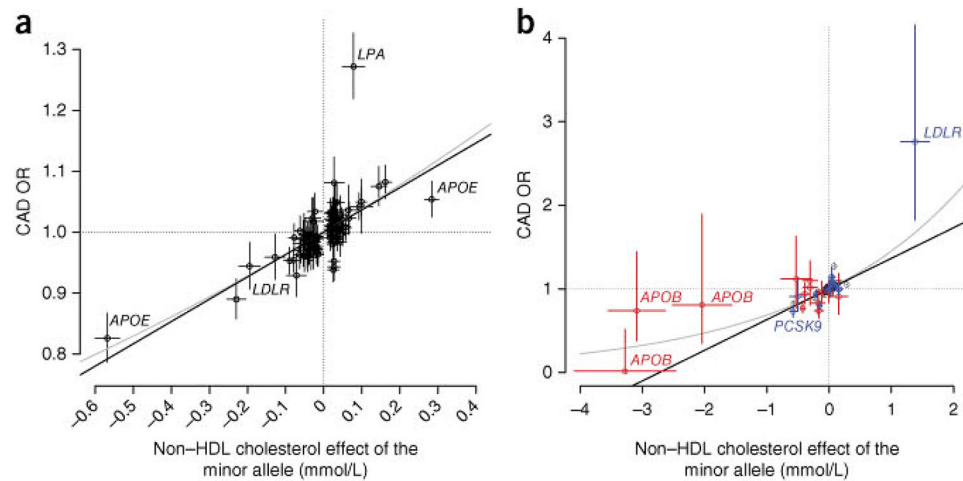 a
CAD OR
1.3
1.2
1.1
1.0
0.9
0.8
LPA
APOE
LDLR
APOE
−0.6
−0.5
−0.4
−0.3
−0.2
−0.1
0
0.1
0.2
0.3
0.4
Non−HDL cholesterol effect of the
minor allele (mmol/L)
b
CAD OR
4
3
2
1
0
LDLR
APOB
APOB
PCSK9
APOB
−4
−3
−2
−1
0
1
2
Non−HDL cholesterol effect of the
minor allele (mmol/L)